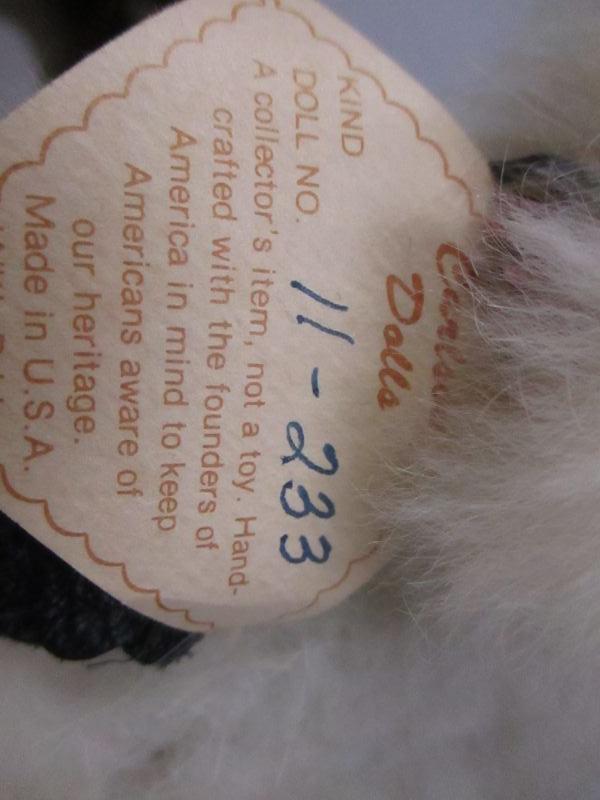 Dolls
KIND
DOLL NO. 11-233
A collector's item, not a toy. Hand-
crafted with the founders of
America in mind to keep
Americans aware of
our heritage.
Made in U.S.A.